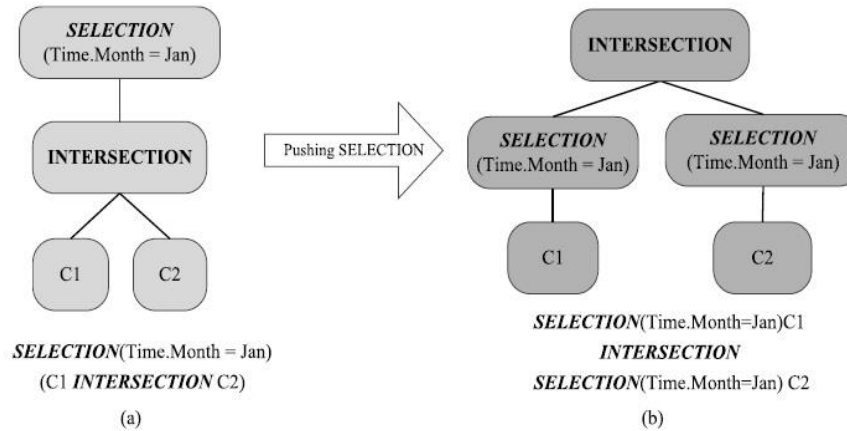 SELECTION
(Time.Month = Jan)
INTERSECTION
C1
C2
SELECTION(Time.Month = Jan)
(C1 INTERSECTION C2)
(a)
Pushing SELECTION
INTERSECTION
SELECTION
(Time.Month = Jan)
SELECTION
(Time.Month = Jan)
C1
C2
SELECTION(Time.Month=Jan)C1
INTERSECTION
SELECTION(Time.Month=Jan) C2
(b)